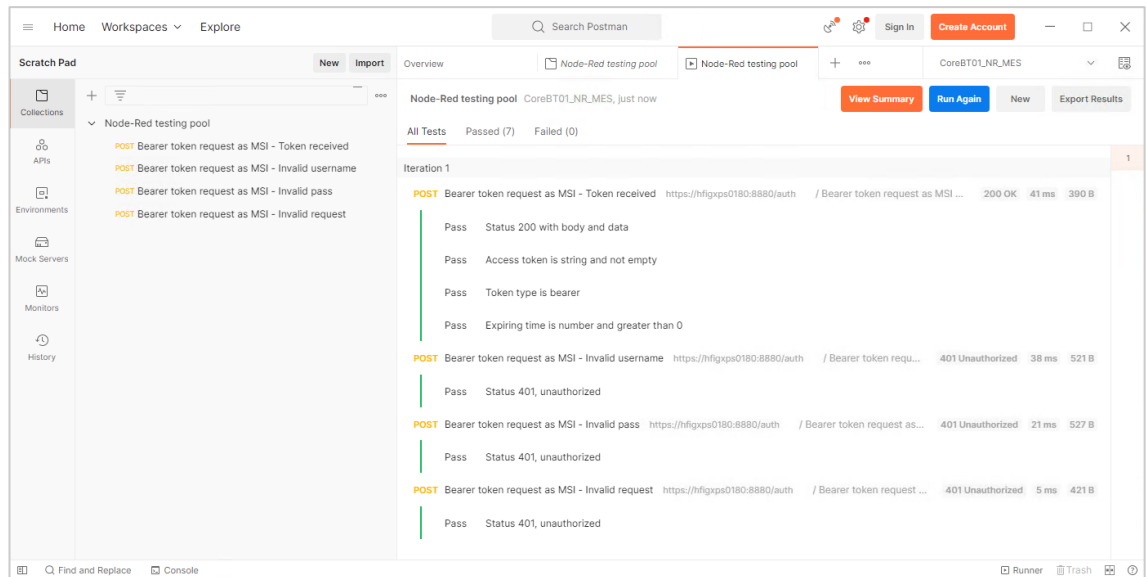 Home Workspaces Explore Search Postman Sign In Create Account
Scratch Pad New Import Overview Node-Red testing pool Node-Red testing pool CoreBT01_NR_MES
Collections
APIs
Environments
Mock Servers
Monitors
History
Node-Red testing pool
POST Bearer token request as MSI - Token received
POST Bearer token request as MSI - Invalid username
POST Bearer token request as MSI - Invalid pass
POST Bearer token request as MSI - Invalid request
Node-Red testing pool CoreBT01_NR_MES, just now View Summary Run Again New Export Results
All Tests Passed (7) Failed (0)
Iteration 1
1
POST Bearer token request as MSI - Token received https://hfigxps0180:8880/auth / Bearer token request as MSI ... 200 OK 41 ms 390 B
Pass Status 200 with body and data
Pass Access token is string and not empty
Pass Token type is bearer
Pass Expiring time is number and greater than 0
POST Bearer token request as MSI - Invalid username https://hfigxps0180:8880/auth / Bearer token requ... 401 Unauthorized 38 ms 521 B
Pass Status 401, unauthorized
POST Bearer token request as MSI - Invalid pass https://hfigxps0180:8880/auth / Bearer token request as... 401 Unauthorized 21 ms 527 B
Pass Status 401, unauthorized
POST Bearer token request as MSI - Invalid request https://hfigxps0180:8880/auth / Bearer token request ... 401 Unauthorized 5 ms 421 B
Pass Status 401, unauthorized
Find and Replace Console Runner Trash